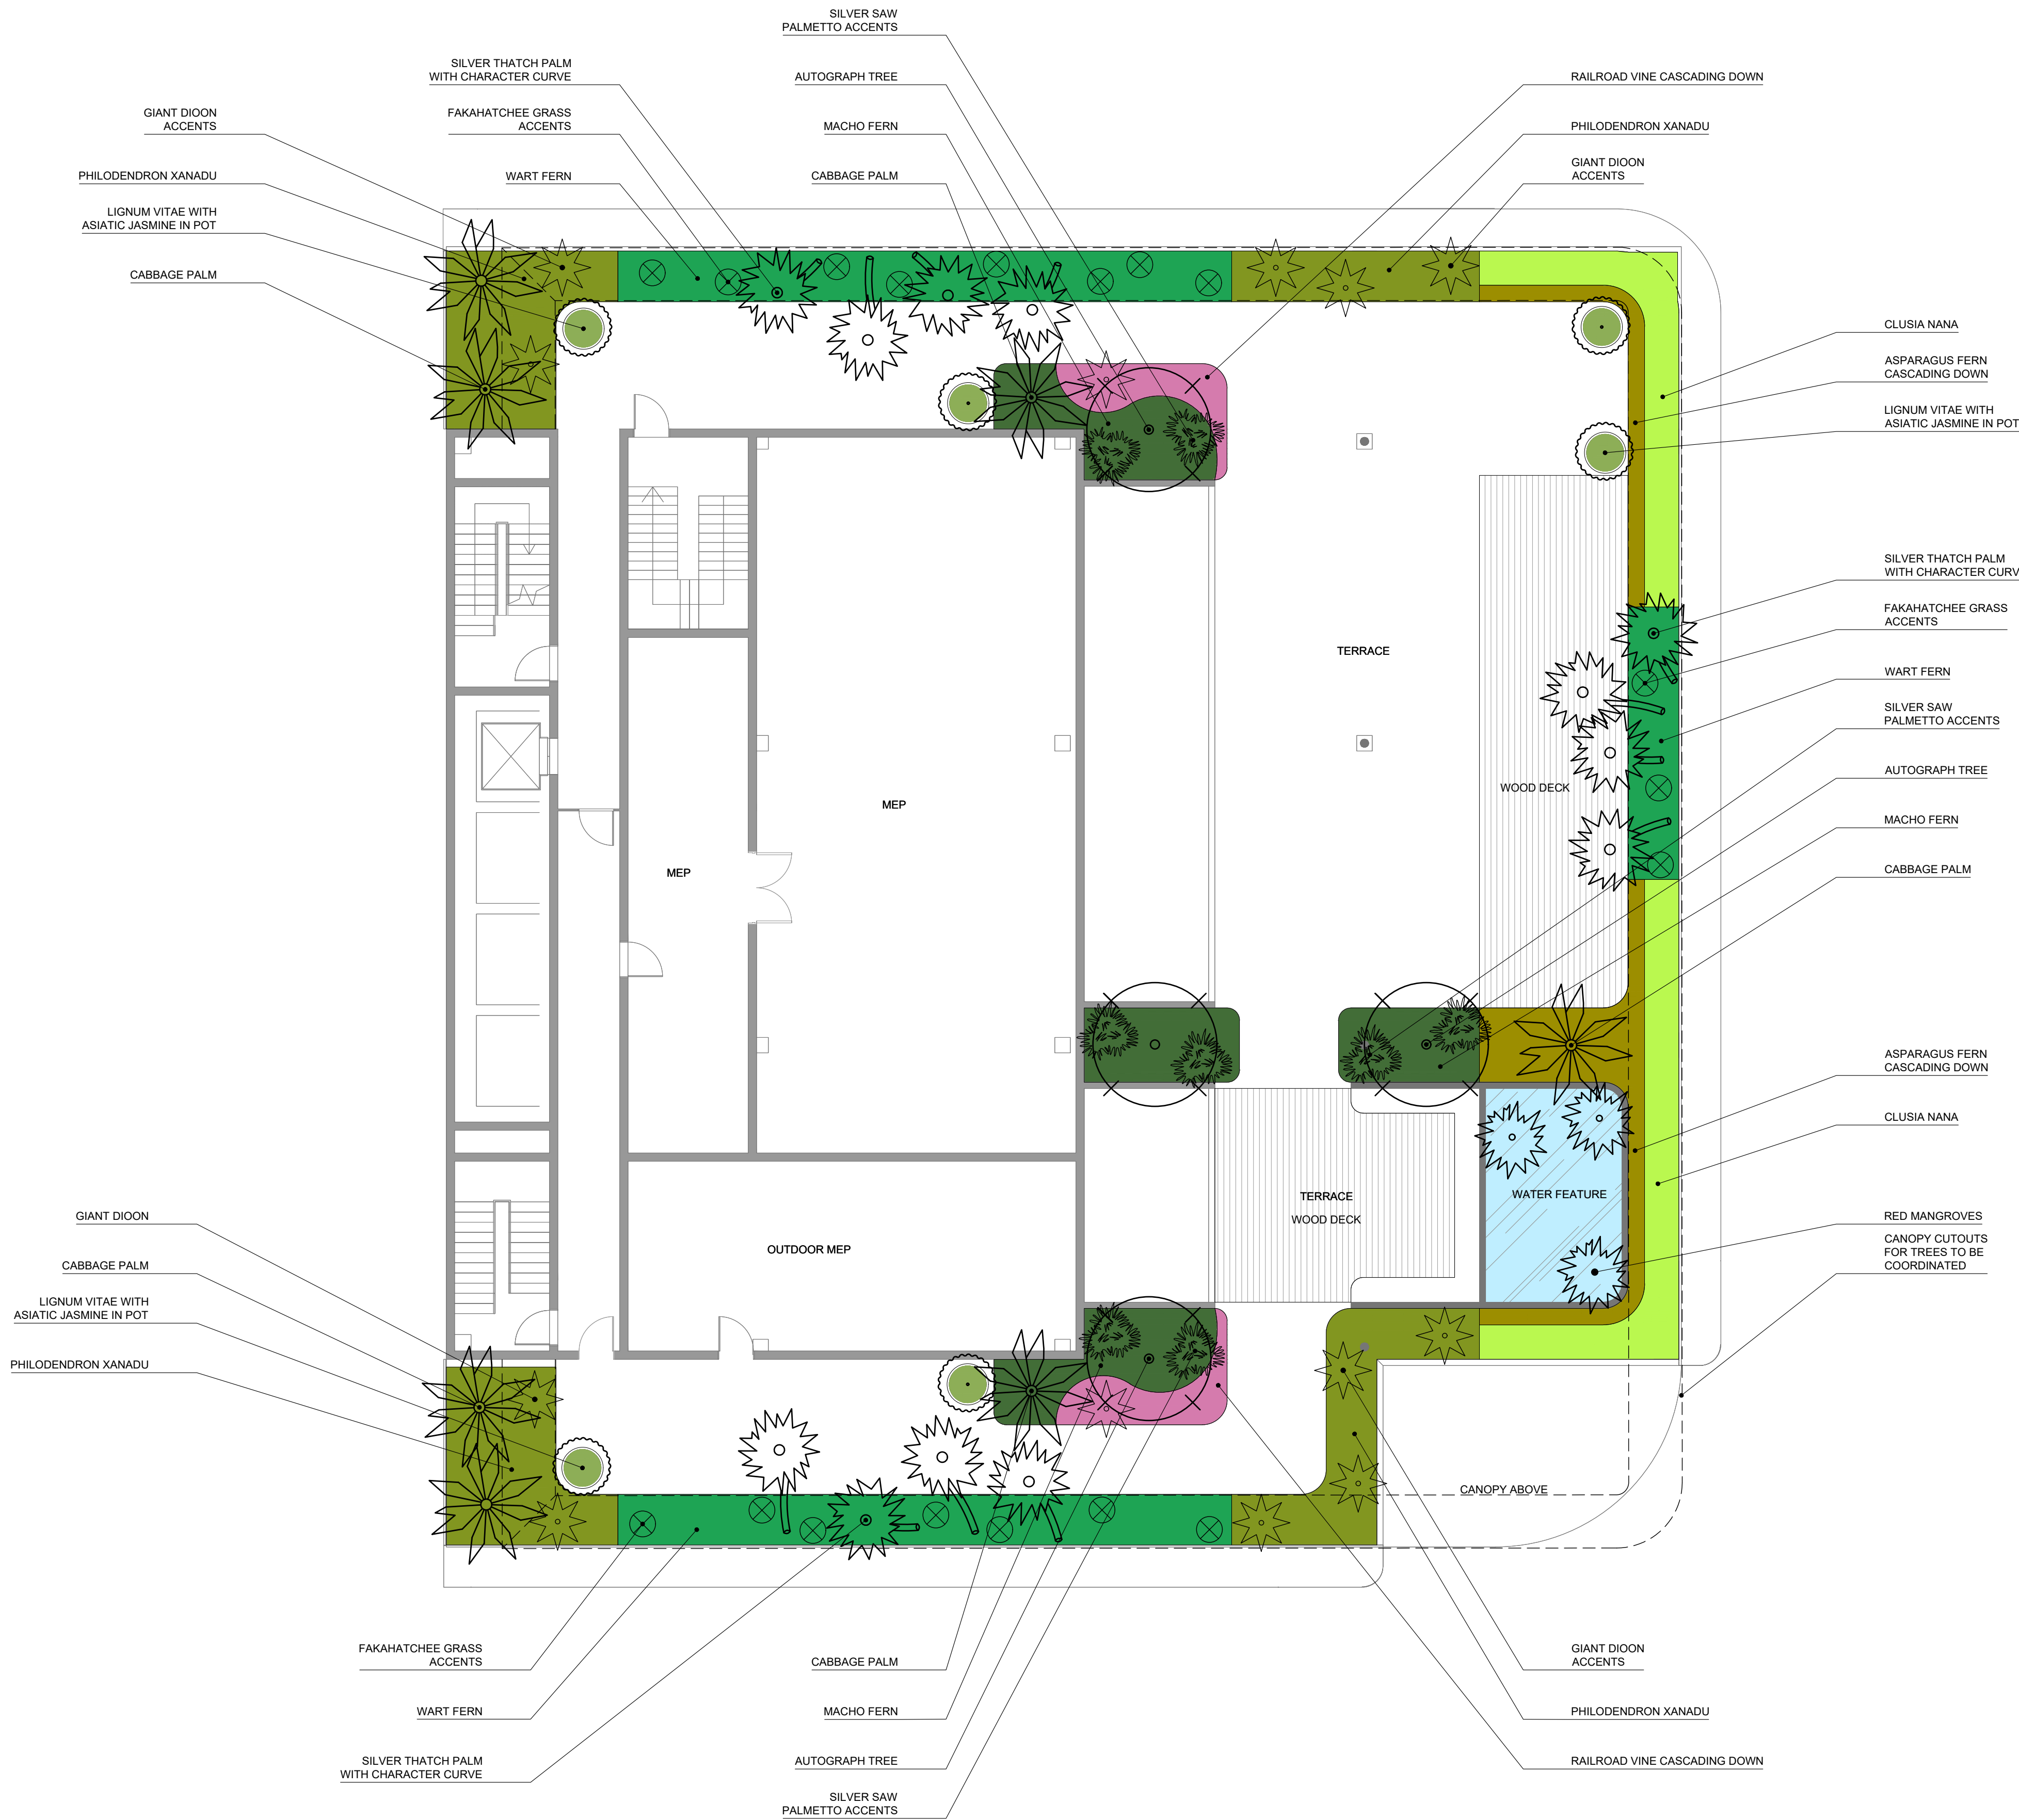 SILVER SAW
PALMETTO ACCENTS
SILVER THATCH PALM
WITH CHARACTER CURVE
AUTOGRAPH TREE
RAILROAD VINE CASCADING DOWN
GIANT DIOON
ACCENTS
FAKAHATCHEE GRASS
ACCENTS
MACHO FERN
PHILODENDRON XANADU
PHILODENDRON XANADU
WART FERN
CABBAGE PALM
GIANT DIOON
ACCENTS
LIGNUM VITAE WITH
ASIATIC JASMINE IN POT
CABBAGE PALM
CLUSIA NANA
ASPARAGUS FERN
CASCADING DOWN
LIGNUM VITAE WITH
ASIATIC JASMINE IN POT
SILVER THATCH PALM
WITH CHARACTER CURV
FAKAHATCHEE GRASS
ACCENTS
TERRACE
WART FERN
SILVER SAW
PALMETTO ACCENTS
AUTOGRAPH TREE
WOOD DECK
MEP
MACHO FERN
MEP
CABBAGE PALM
ASPARAGUS FERN
CASCADING DOWN
CLUSIA NANA
WATER FEATURE
TERRACE
WOOD DECK
GIANT DIOON
RED MANGROVES
OUTDOOR MEP
CANOPY CUTOUTS
FOR TREES TO BE
COORDINATED
CABBAGE PALM
LIGNUM VITAE WITH
ASIATIC JASMINE IN POT
PHILODENDRON XANADU
CANOPY ABOVE
FAKAHATCHEE GRASS
ACCENTS
CABBAGE PALM
GIANT DIOON
ACCENTS
WART FERN
MACHO FERN
PHILODENDRON XANADU
SILVER THATCH PALM
WITH CHARACTER CURVE
AUTOGRAPH TREE
RAILROAD VINE CASCADING DOWN
SILVER SAW
PALMETTO ACCENTS